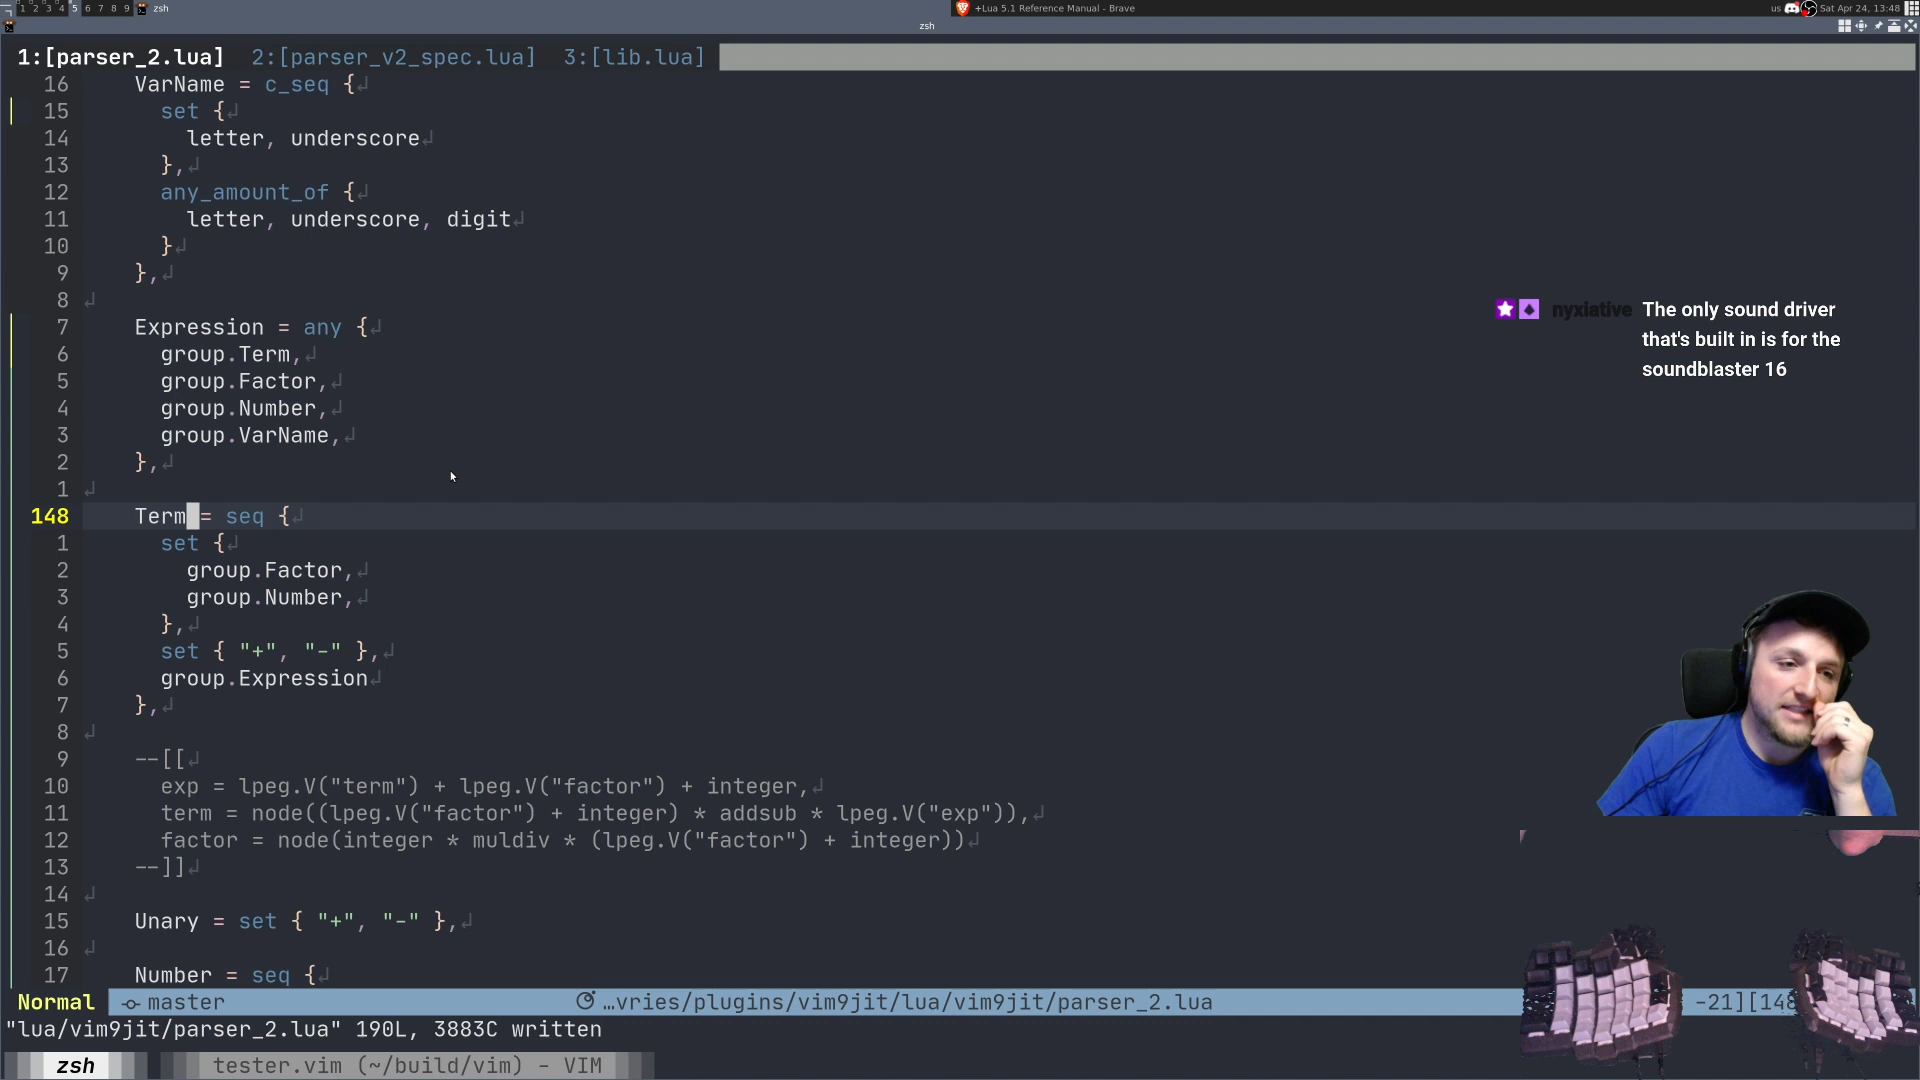 1 2 3 4 5 6 7 8 9 zsh +Lua 5.1 Reference Manual - Brave us Sat Apr 24, 13:48
zsh
1:[parser_2.lua] 2:[parser_v2_spec.lua] 3:[lib.lua]
16 VarName = c_seq {↲
15 set {↲
14 letter, underscore↲
13 },↲
12 any_amount_of {↲
11 letter, underscore, digit↲
10 }↲
9 },↲
8 ↲
7 Expression = any {↲
6 group.Term,↲
5 group.Factor,↲
4 group.Number,↲
3 group.VarName,↲
2 },↲
1 ↲
148 Term = seq {↲
1 set {↲
2 group.Factor,↲
3 group.Number,↲
4 },↲
5 set { "+", "-" },↲
6 group.Expression↲
7 },↲
8 ↲
9 --[[↲
10 exp = lpeg.V("term") + lpeg.V("factor") + integer,↲
11 term = node((lpeg.V("factor") + integer) * addsub * lpeg.V("exp")),↲
12 factor = node(integer * muldiv * (lpeg.V("factor") + integer))↲
13 --]]↲
14 ↲
15 Unary = set { "+", "-" },↲
16 ↲
17 Number = seq {↲
nyxiative The only sound driver
that's built in is for the
soundblaster 16
Normal master …vries/plugins/vim9jit/lua/vim9jit/parser_2.lua -21][148
"lua/vim9jit/parser_2.lua" 190L, 3883C written
zsh tester.vim (~/build/vim) - VIM